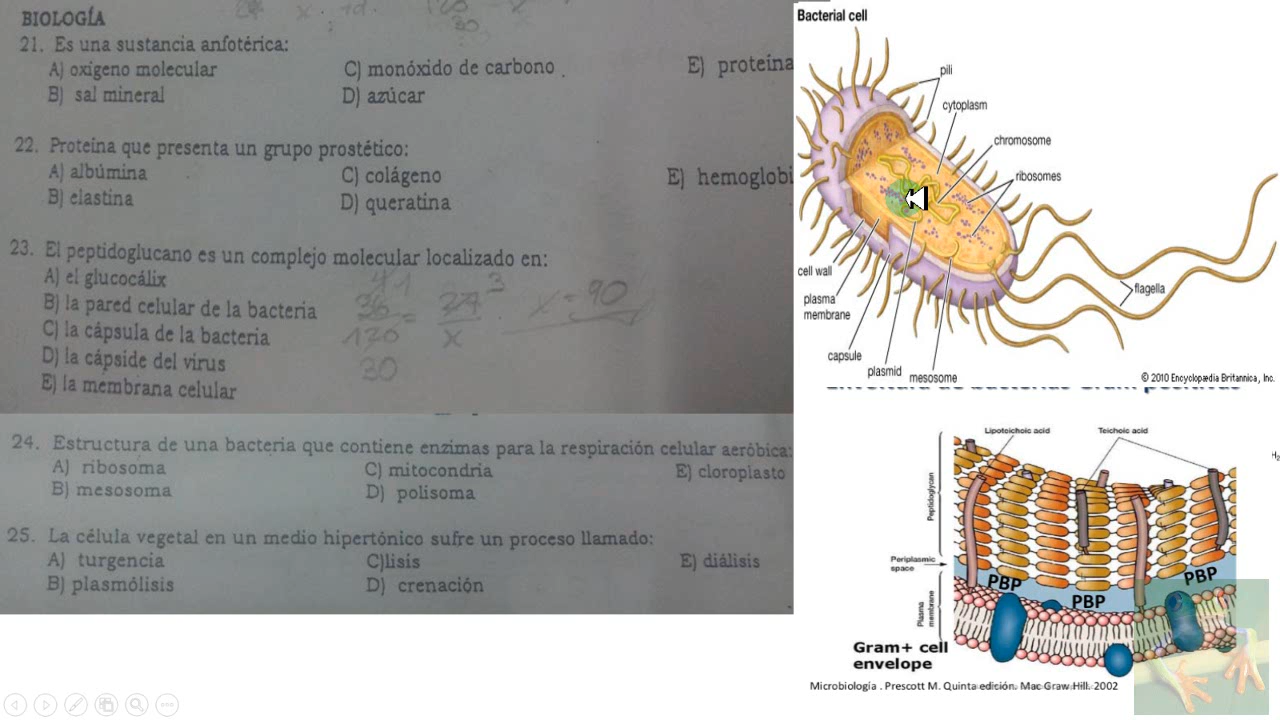 BIOLOGÍA
21. Es una sustancia anfotérica:
A) oxigeno molecular
C) monóxido de carbono
E) proteína
B) sal mineral
D) azúcar
22. Proteína que presenta un grupo prostético:
A) albúmina
C) colágeno
E) hemoglobi
B) elastina
D) queratina
23. El peptidoglucano es un complejo molecular localizado en:
A) el glucocálix
B) la pared celular de la bacteria
C) la cápsula de la bacteria
D) la cápside del virus
E) la membrana celular
x = 90
30
24. Estructura de una bacteria que contiene enzimas para la respiración celular aeróbica:
A) ribosoma
C) mitocondria
E) cloroplasto
B) mesosoma
D) polisoma
25. La célula vegetal en un medio hipertónico sufre un proceso llamado:
A) turgencia
C)lisis
E) diálisis
B) plasmólisis
D) crenación
Bacterial cell
pili
cytoplasm
chromosome
ribosomes
cell wall
plasma
membrane
flagella
capsule
plasmid
mesosome
© 2010 Encyclopædia Britannica, Inc.
Lipoteichoic acid
Teichoic acid
Peptidoglycan
Periplasmic
space
PBP
PBP
PBP
Plasma
membrane
Gram+ cell
envelope
Microbiología . Prescott M. Quinta edición. Mac Graw Hill. 2002
H₂